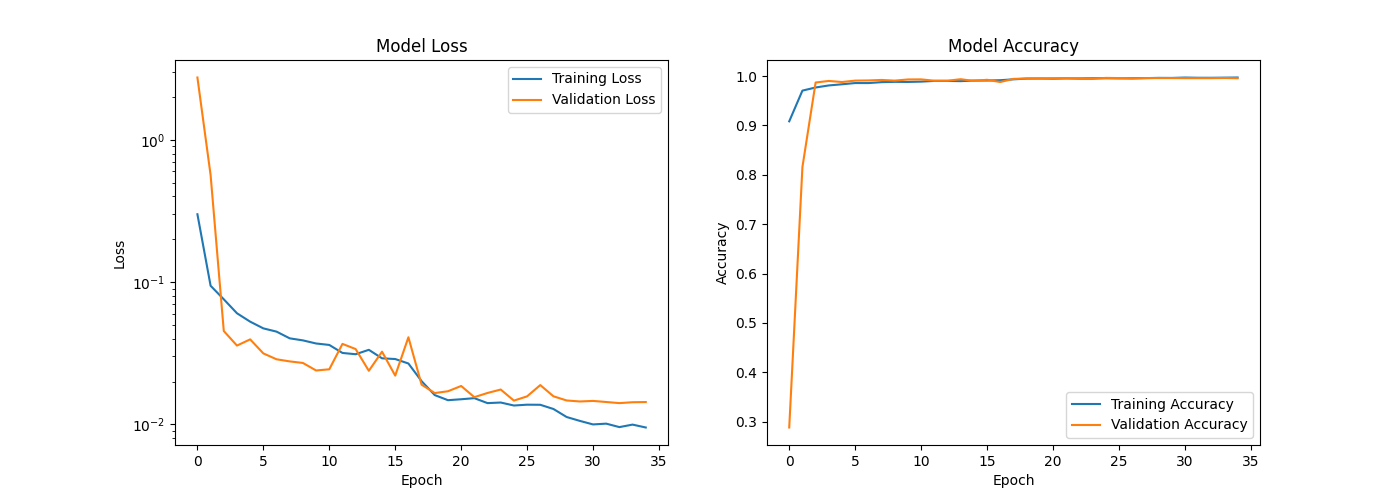 Model Loss
Training Loss
Validation Loss
10⁰
10⁻¹
10⁻²
Loss
0 5 10 15 20 25 30 35
Epoch
Model Accuracy
1.0
0.9
0.8
0.7
0.6
0.5
0.4
0.3
Accuracy
Training Accuracy
Validation Accuracy
0 5 10 15 20 25 30 35
Epoch